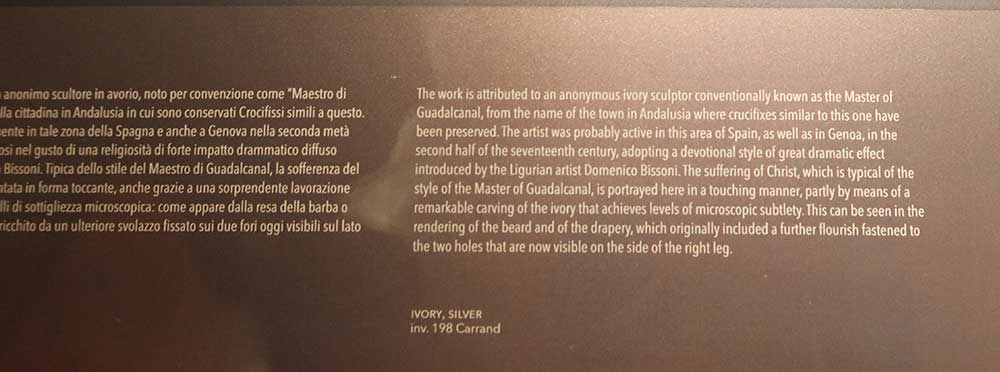 anonimo scultore in avorio, noto per convenzione come "Maestro di
lla cittadina in Andalusia in cui sono conservati Crocifissi simili a questo.
ente in tale zona della Spagna e anche a Genova nella seconda metà
osi nel gusto di una religiosità di forte impatto drammatico diffuso
Bissoni. Tipica dello stile del Maestro di Guadalcanal, la sofferenza del
ntata in forma toccante, anche grazie a una sorprendente lavorazione
lli di sottigliezza microscopica: come appare dalla resa della barba o
ricchito da un ulteriore svolazzo fissato sui due fori oggi visibili sul lato
The work is attributed to an anonymous ivory sculptor conventionally known as the Master of
Guadalcanal, from the name of the town in Andalusia where crucifixes similar to this one have
been preserved. The artist was probably active in this area of Spain, as well as in Genoa, in the
second half of the seventeenth century, adopting a devotional style of great dramatic effect
introduced by the Ligurian artist Domenico Bissoni. The suffering of Christ, which is typical of the
style of the Master of Guadalcanal, is portrayed here in a touching manner, partly by means of a
remarkable carving of the ivory that achieves levels of microscopic subtlety. This can be seen in the
rendering of the beard and of the drapery, which originally included a further flourish fastened to
the two holes that are now visible on the side of the right leg.
IVORY, SILVER
inv. 198 Carrand